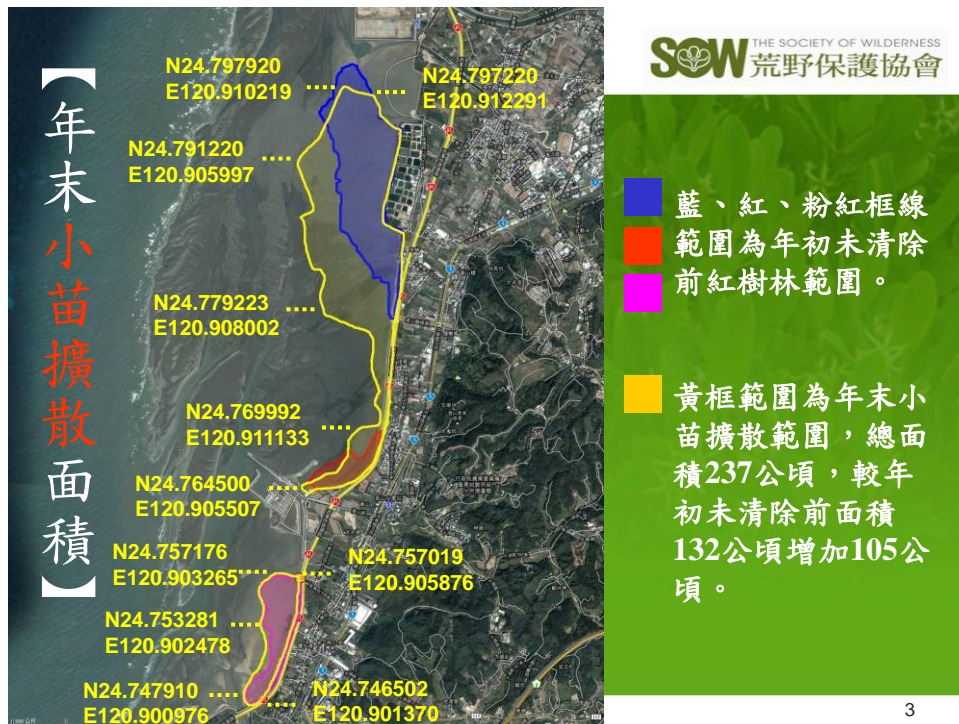 【年末小苗擴散面積】
N24.797920
E120.910219
N24.797220
E120.912291
N24.791220
E120.905997
N24.779223
E120.908002
N24.769992
E120.911133
N24.764500
E120.905507
N24.757176
E120.903265
N24.757019
E120.905876
N24.753281
E120.902478
N24.747910
E120.900976
N24.746502
E120.901370
SOW THE SOCIETY OF WILDERNESS
荒野保護協會
藍、紅、粉紅框線
範圍為年初未清除
前紅樹林範圍。
黃框範圍為年末小
苗擴散範圍，總面
積237公頃，較年
初未清除前面積
132公頃增加105公
頃。
3